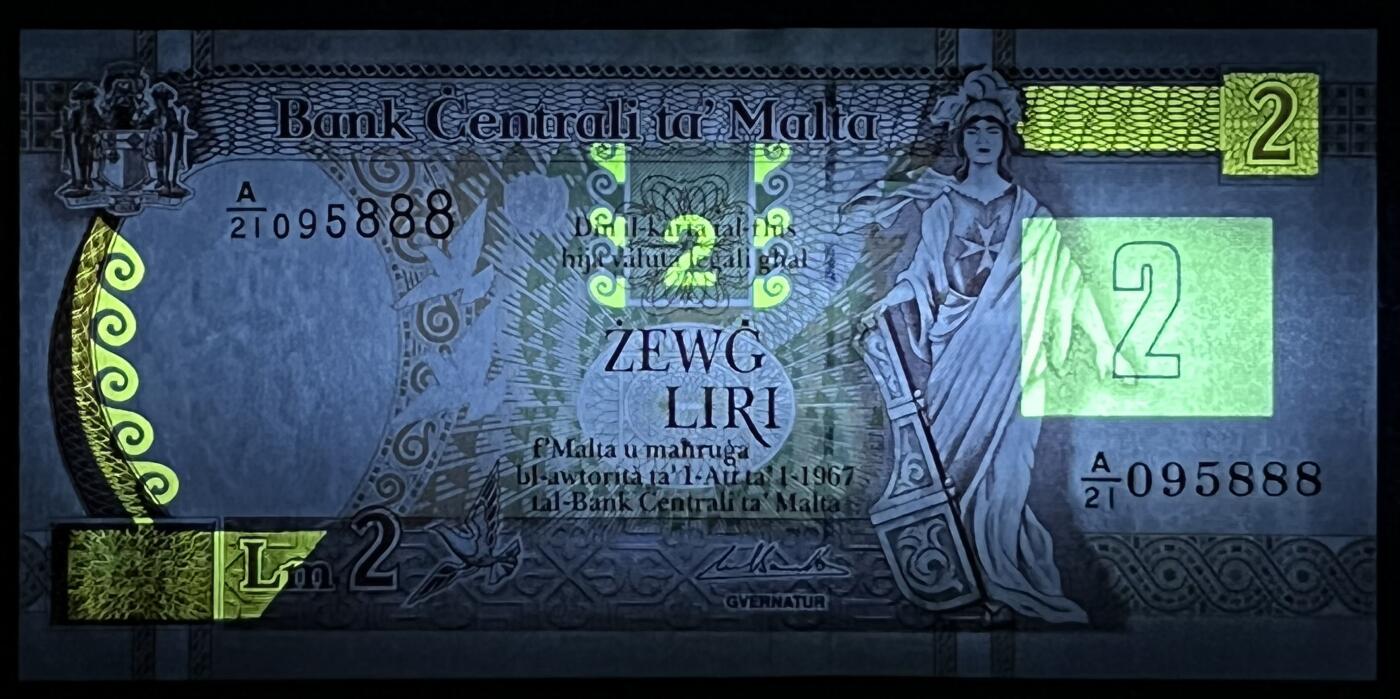 Bank Ċentrali ta' Malta
2
A/21 095888
Din il-karta tal-flus
hija valuta legali għal
2
2
ŻEWĠ
LIRI
f'Malta u maħruġa
bl-awtorità ta' l-Att ta' l-1967
tal-Bank Ċentrali ta' Malta
A/21 095888
Lm 2
GVERNATUR